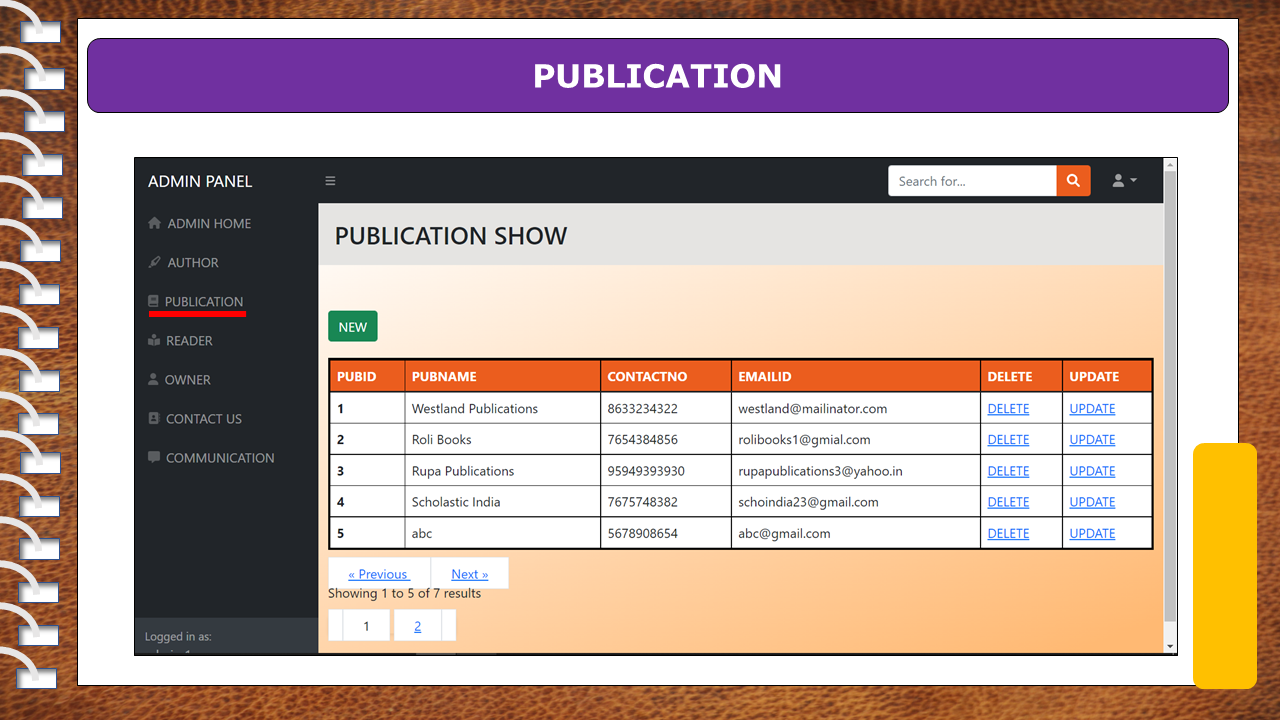 PUBLICATION
ADMIN PANEL
Search for...
ADMIN HOME
AUTHOR
PUBLICATION
READER
OWNER
CONTACT US
COMMUNICATION
Logged in as:
PUBLICATION SHOW
NEW
PUBID PUBNAME CONTACTNO EMAILID DELETE UPDATE
1 Westland Publications 8633234322 westland@mailinator.com DELETE UPDATE
2 Roli Books 7654384856 rolibooks1@gmial.com DELETE UPDATE
3 Rupa Publications 95949393930 rupapublications3@yahoo.in DELETE UPDATE
4 Scholastic India 7675748382 schoindia23@gmail.com DELETE UPDATE
5 abc 5678908654 abc@gmail.com DELETE UPDATE
« Previous Next »
Showing 1 to 5 of 7 results
1 2